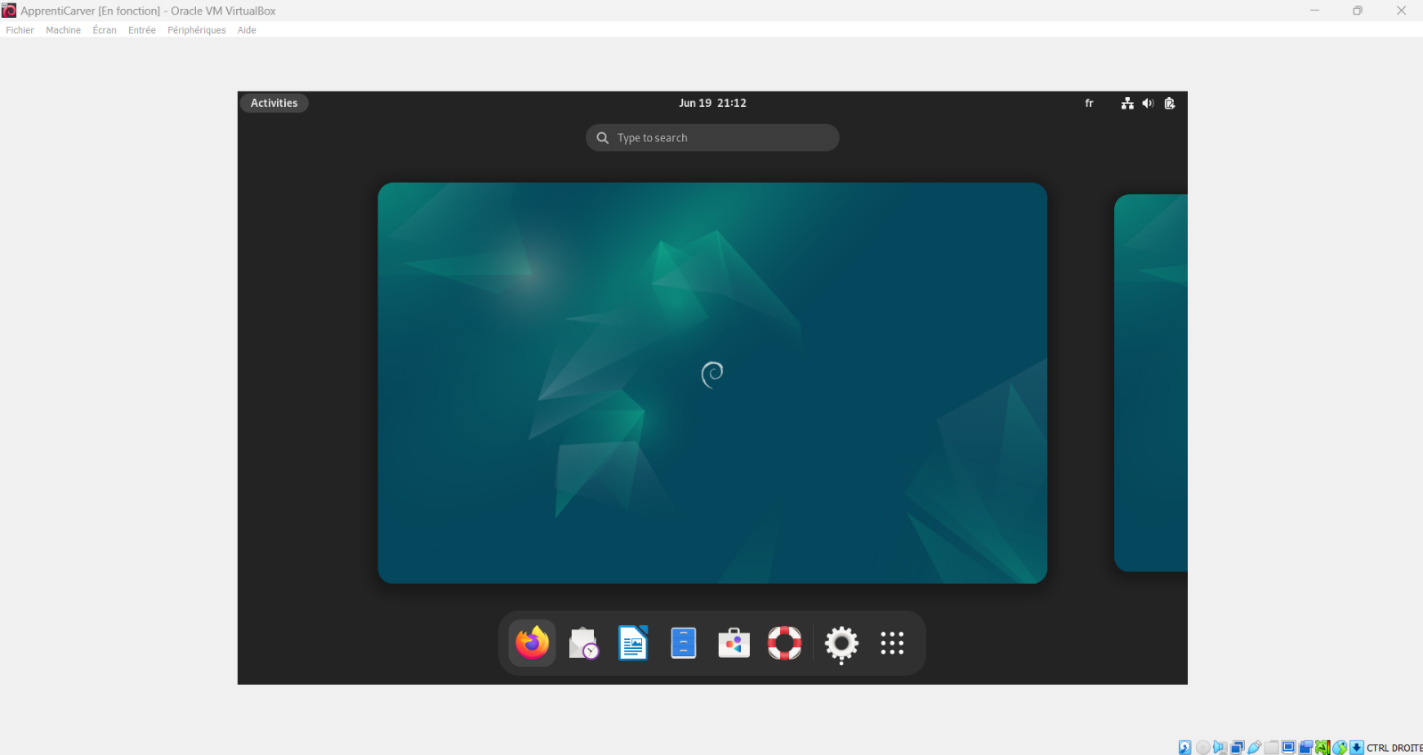 ApprentiCarver [En fonction] - Oracle VM VirtualBox
Fichier Machine Écran Entrée Périphériques Aide
Activities Jun 19 21:12 fr
Type to search
CTRL DROITE